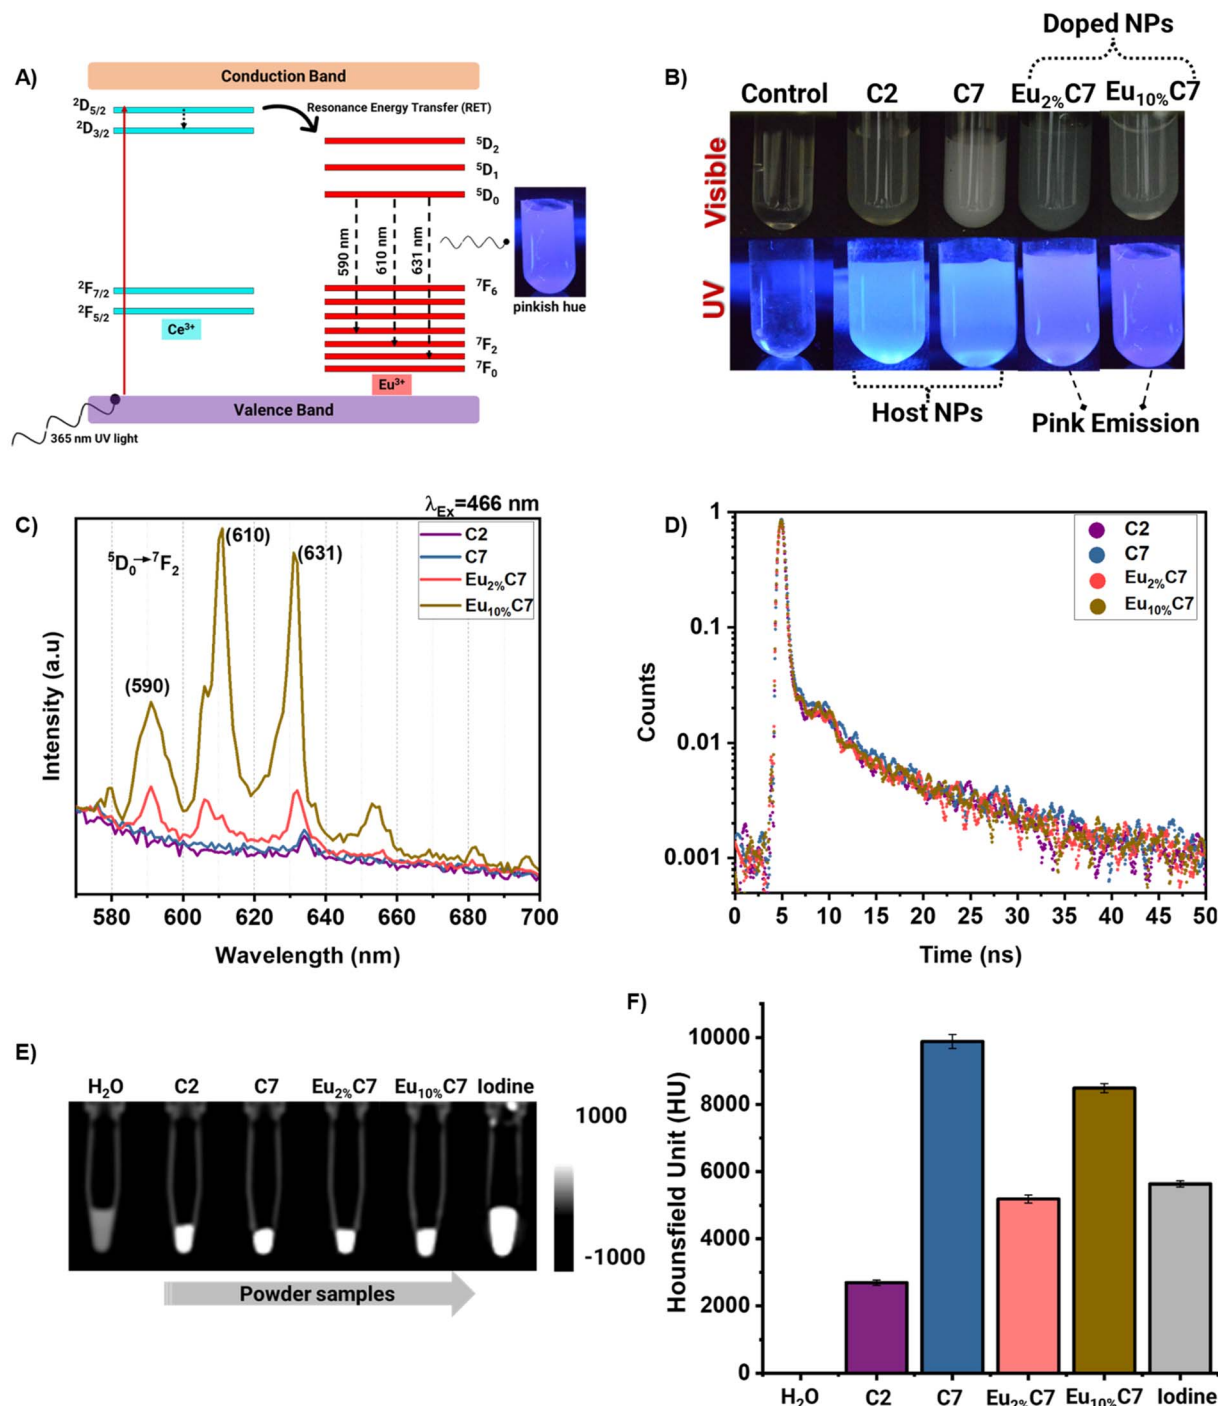 A)
Conduction Band
²D₅/₂
²D₃/₂
Resonance Energy Transfer (RET)
⁵D₂
⁵D₁
⁵D₀
590 nm
610 nm
631 nm
pinkish hue
²F₇/₂
²F₅/₂
Ce³⁺
⁷F₆
⁷F₂
⁷F₀
Eu³⁺
Valence Band
365 nm UV light
B)
Doped NPs
Control C2 C7 Eu₂%C7 Eu₁₀%C7
Visible
UV
Host NPs
Pink Emission
C)
λEx=466 nm
⁵D₀→⁷F₂
(590)
(610)
(631)
C2
C7
Eu₂%C7
Eu₁₀%C7
Intensity (a.u)
580 600 620 640 660 680 700
Wavelength (nm)
D)
1
0.1
0.01
0.001
Counts
C2
C7
Eu₂%C7
Eu₁₀%C7
0 5 10 15 20 25 30 35 40 45 50
Time (ns)
E)
H₂O C2 C7 Eu₂%C7 Eu₁₀%C7 Iodine
1000
-1000
Powder samples
F)
Hounsfield Unit (HU)
10000
8000
6000
4000
2000
0
H₂O C2 C7 Eu₂%C7 Eu₁₀%C7 Iodine